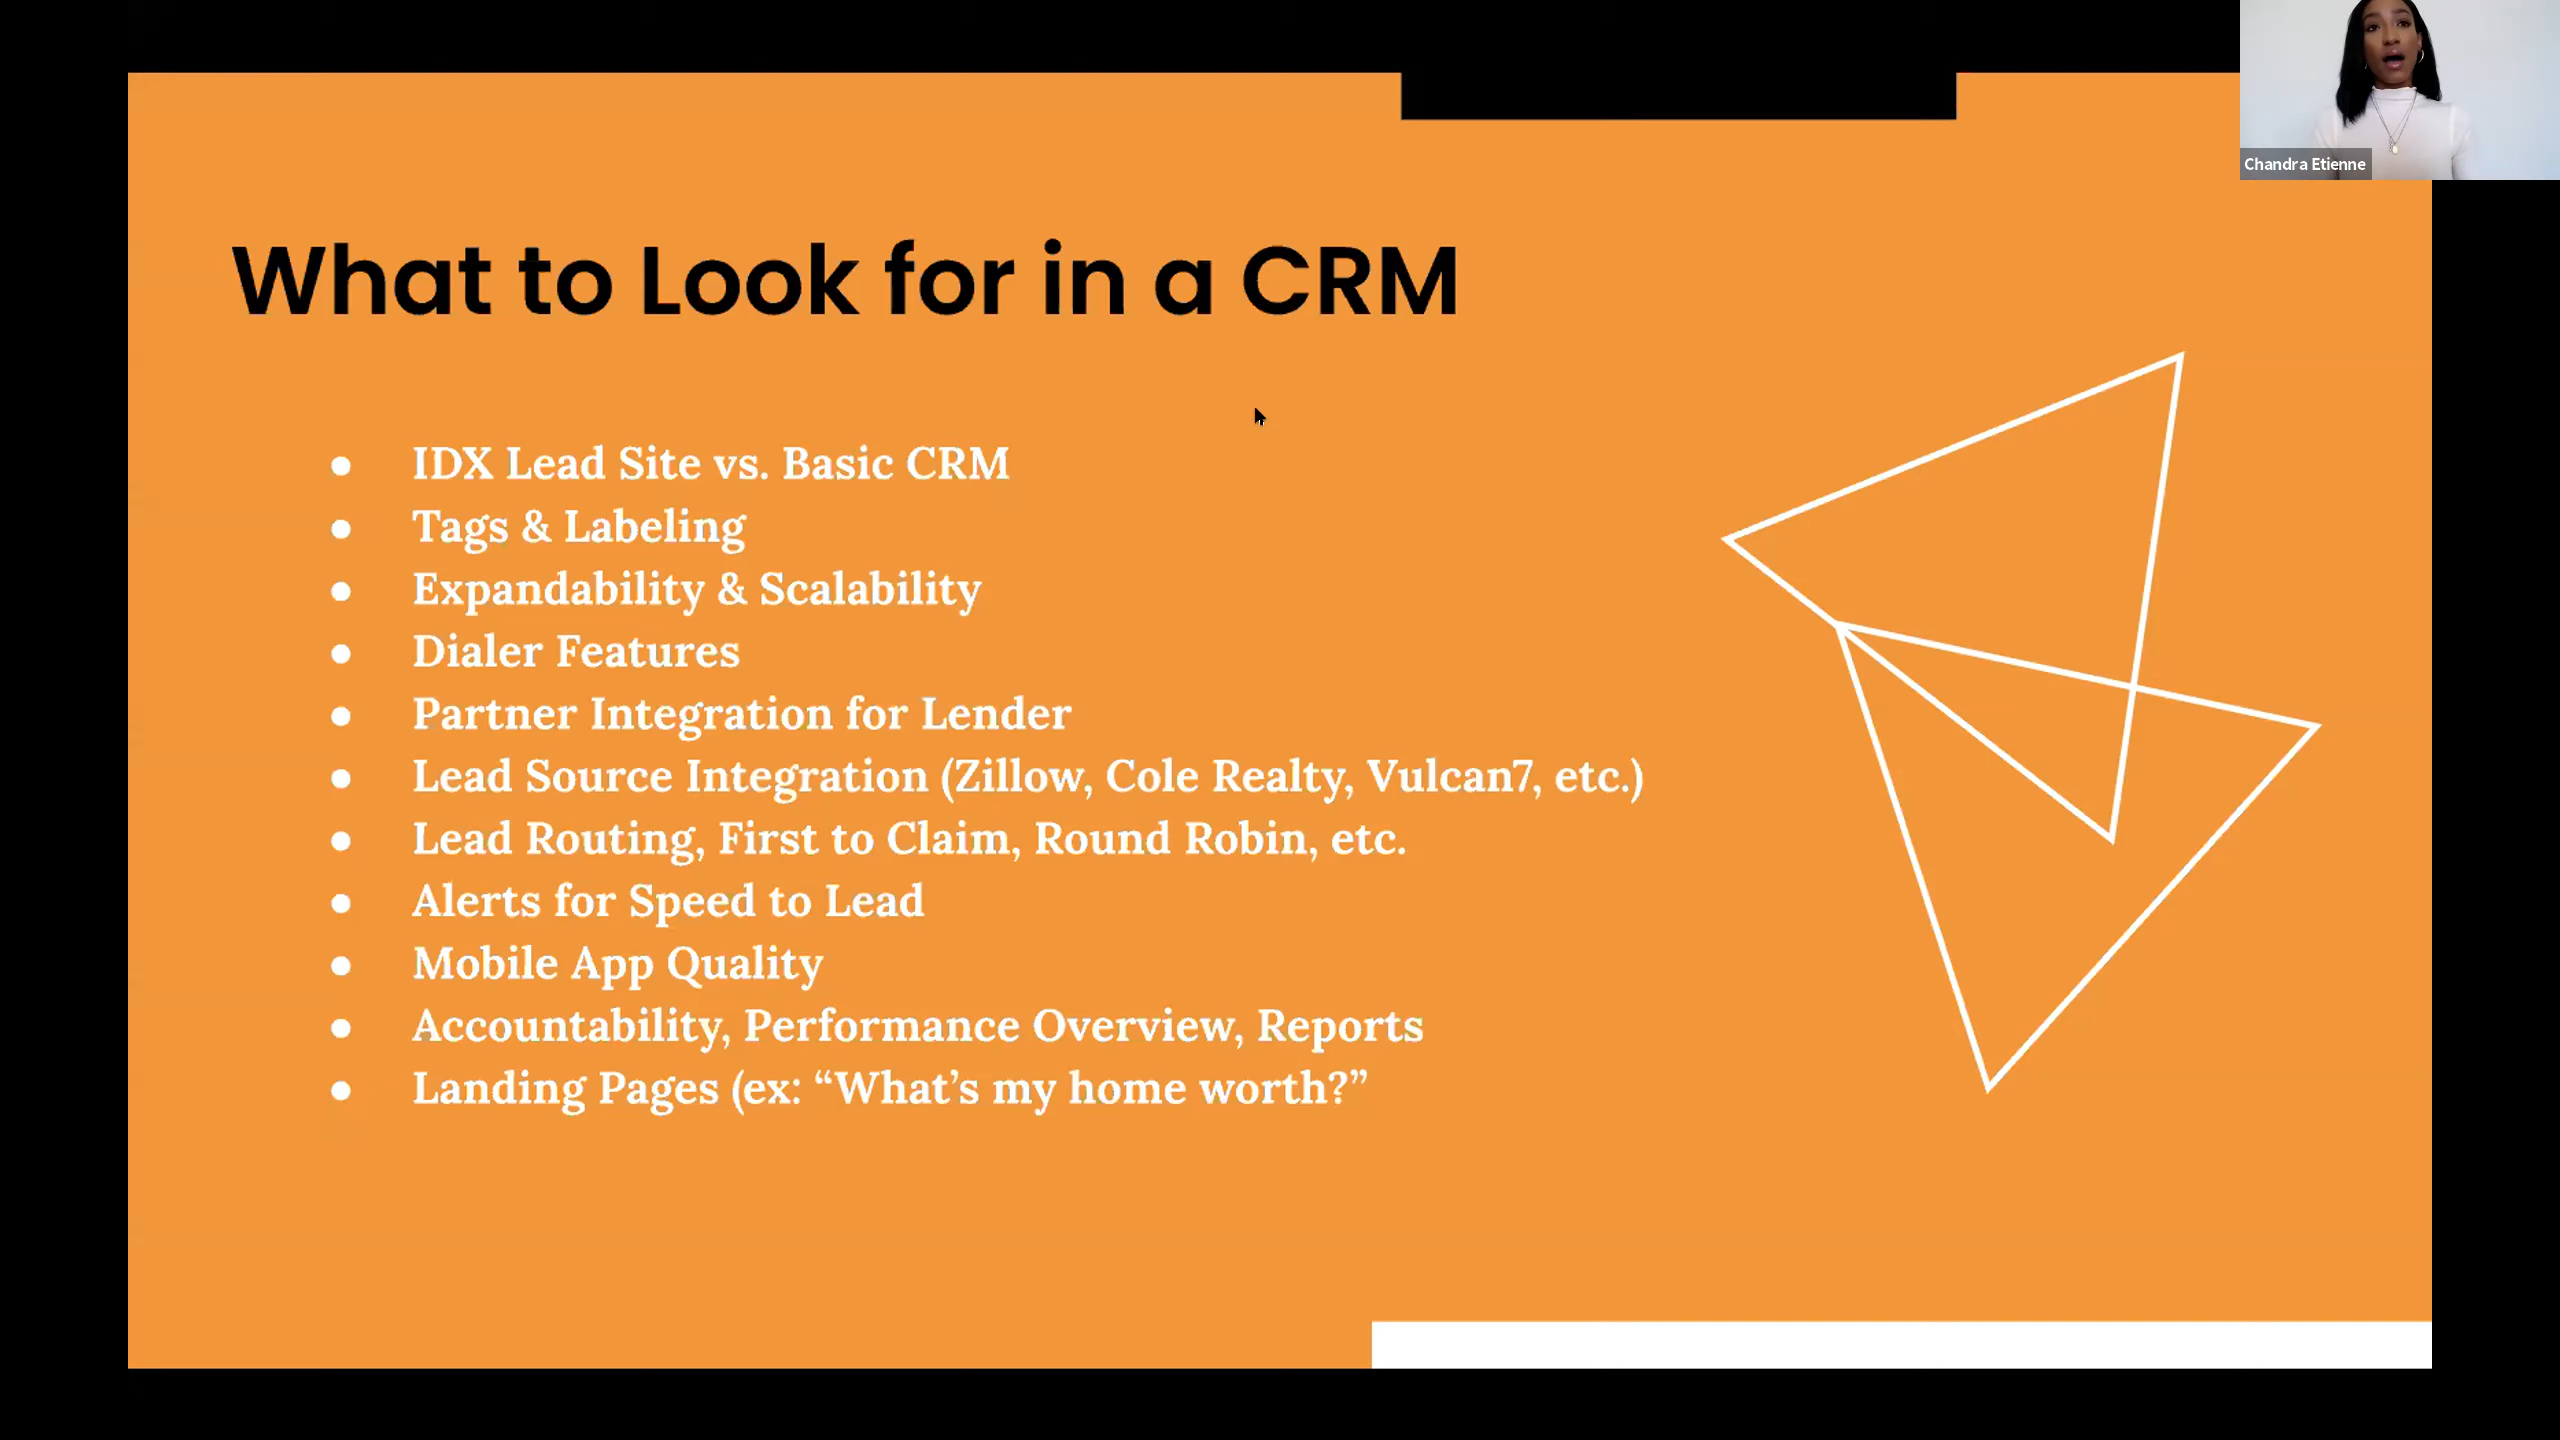 Chandra Etienne
What to Look for in a CRM
● IDX Lead Site vs. Basic CRM
● Tags & Labeling
● Expandability & Scalability
● Dialer Features
● Partner Integration for Lender
● Lead Source Integration (Zillow, Cole Realty, Vulcan7, etc.)
● Lead Routing, First to Claim, Round Robin, etc.
● Alerts for Speed to Lead
● Mobile App Quality
● Accountability, Performance Overview, Reports
● Landing Pages (ex: “What’s my home worth?”